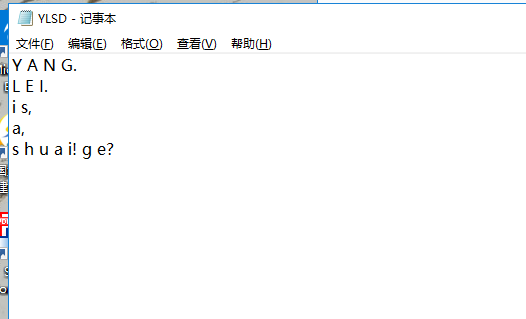 YLSD - 记事本
文件(F) 编辑(E) 格式(O) 查看(V) 帮助(H)
Y A N G.
L E I.
i s,
a,
s h u a i! g e?